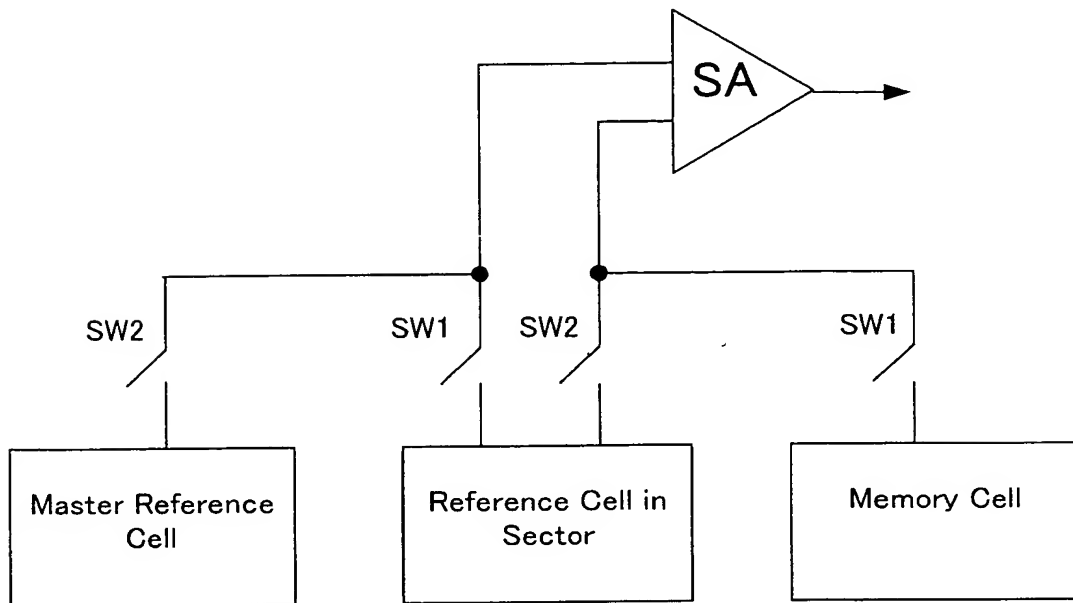 SA
SW2
SW1
SW2
SW1
Master Reference
Cell
Reference Cell in
Sector
Memory Cell